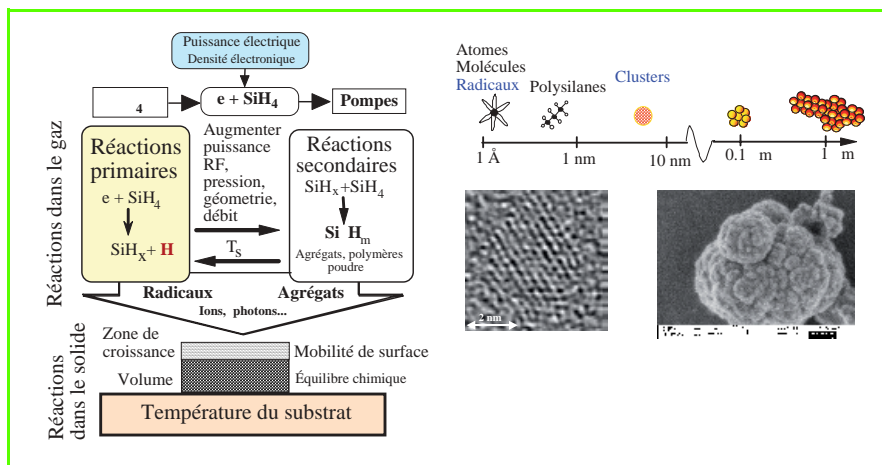 Puissance électrique
Densité électronique
4
e + SiH4
Pompes
Réactions dans le gaz
Réactions
primaires
e + SiH4
SiHx+ H
Augmenter
puissance
RF,
pression,
géometrie,
débit
Ts
Réactions
secondaires
SiHx+SiH4
Si Hm
Agrégats, polymères
poudre
Radicaux
Agrégats
Ions, photons...
Réactions
dans le solide
Zone de
croissance
Mobilité de surface
Volume
Équilibre chimique
Température du substrat
Atomes
Molécules
Radicaux
Polysilanes
Clusters
1 Å
1 nm
10 nm
0.1 m
1 m
2 nm